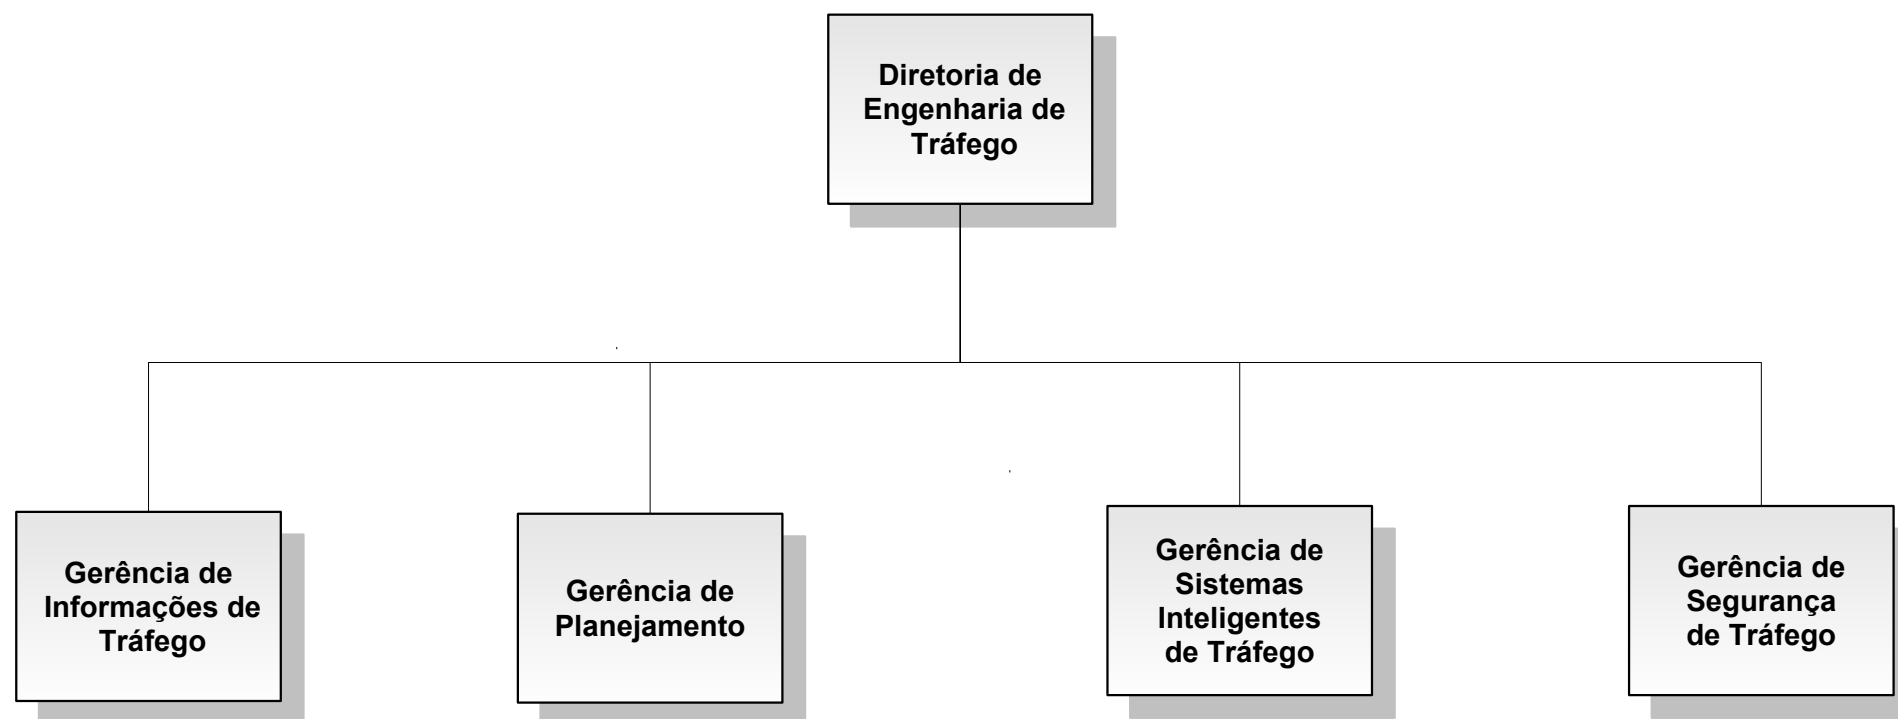 Diretoria de
Engenharia de
Tráfego
Gerência de
Informações de
Tráfego
Gerência de
Planejamento
Gerência de
Sistemas
Inteligentes
de Tráfego
Gerência de
Segurança
de Tráfego